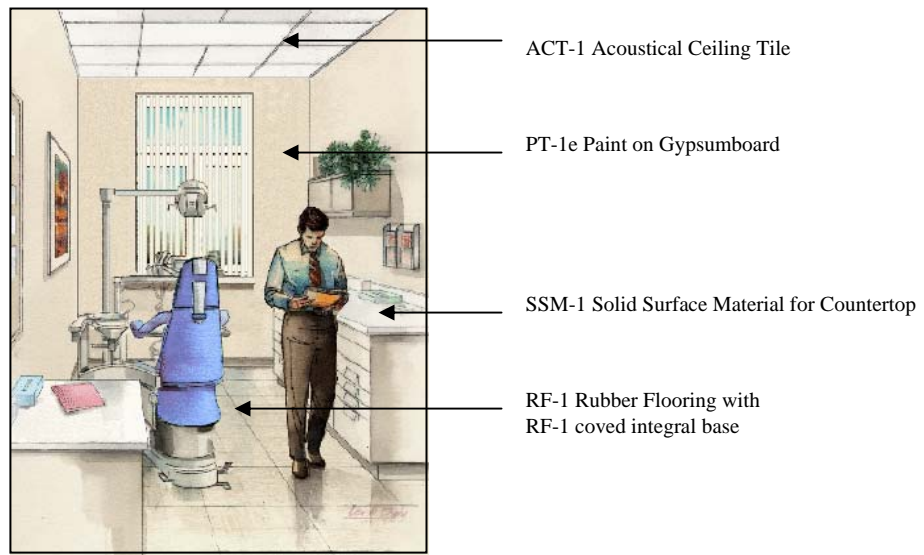 ACT-1 Acoustical Ceiling Tile
PT-1e Paint on Gypsumboard
SSM-1 Solid Surface Material for Countertop
RF-1 Rubber Flooring with
RF-1 coved integral base